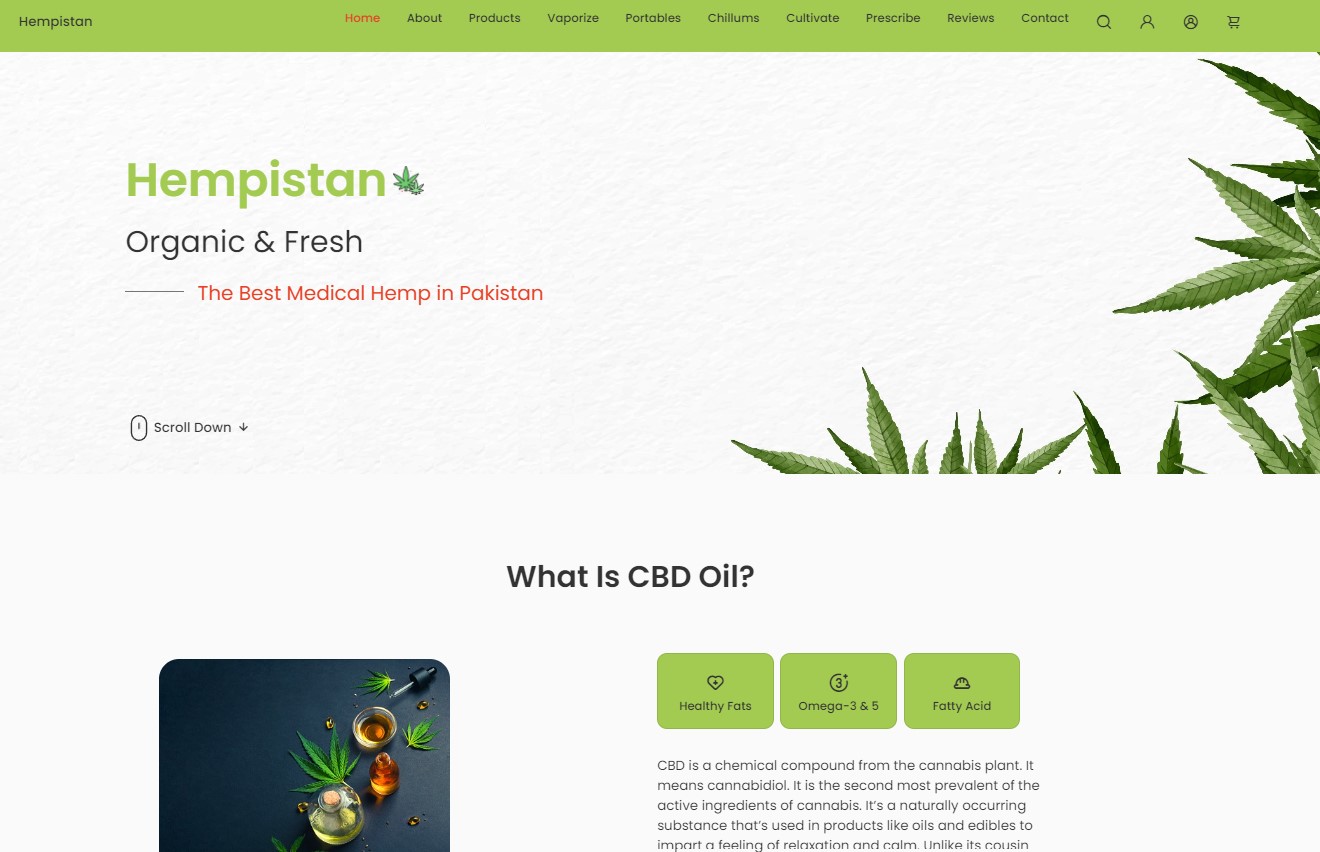 Hempistan
Home About Products Vaporize Portables Chillums Cultivate Prescribe Reviews Contact
Hempistan
Organic & Fresh
The Best Medical Hemp in Pakistan
Scroll Down
What Is CBD Oil?
3
Healthy Fats Omega-3 & 5 Fatty Acid
CBD is a chemical compound from the cannabis plant. It
means cannabidiol. It is the second most prevalent of the
active ingredients of cannabis. It’s a naturally occurring
substance that’s used in products like oils and edibles to
impart a feeling of relaxation and calm. Unlike its cousin